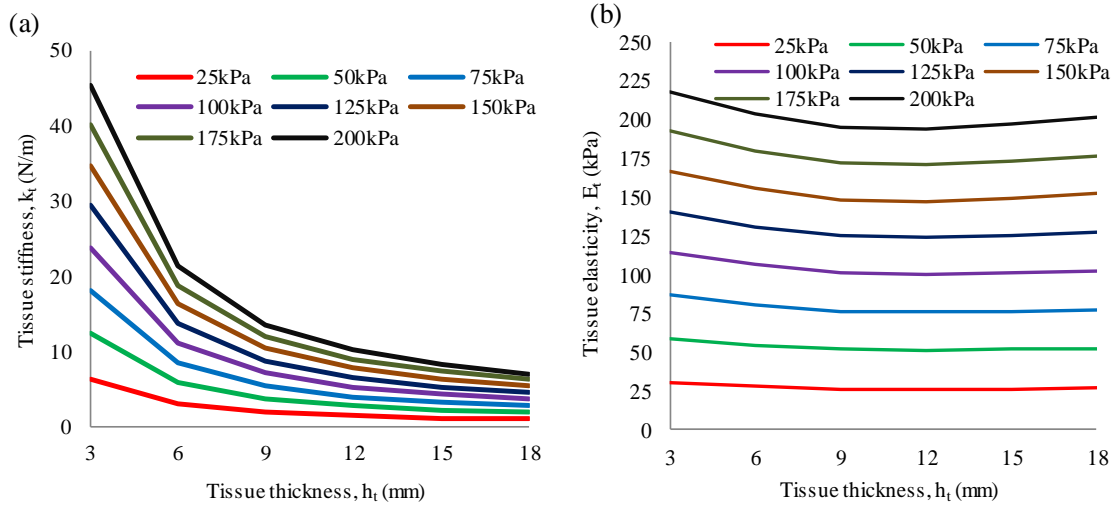 (a)
Tissue stiffness, kt (N/m)
50
40
30
20
10
0
25kPa 50kPa 75kPa
100kPa 125kPa 150kPa
175kPa 200kPa
3 6 9 12 15 18
Tissue thickness, ht (mm)
(b)
Tissue elasticity, Et (kPa)
250
225
200
175
150
125
100
75
50
25
0
25kPa 50kPa 75kPa
100kPa 125kPa 150kPa
175kPa 200kPa
3 6 9 12 15 18
Tissue thickness, ht (mm)